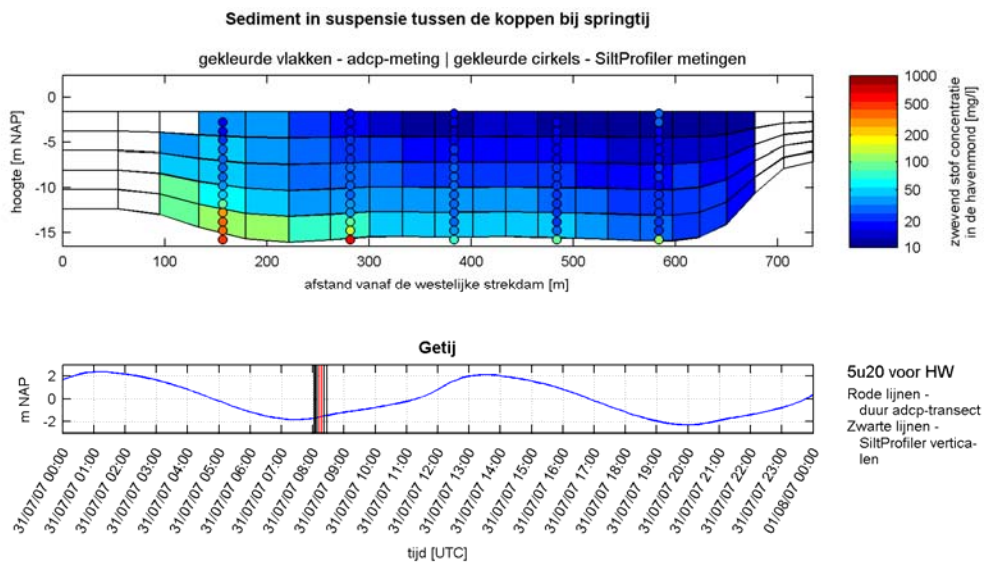 Sediment in suspensie tussen de koppen bij springtij
gekleurde vlakken - adcp-meting | gekleurde cirkels - SiltProfiler metingen
hoogte [m NAP]
0
-5
-10
-15
0 100 200 300 400 500 600 700
afstand vanaf de westelijke strekdam [m]
1000
500
200
100
50
20
10
zwevend stof concentratie
in de havenmond [mg/l]
Getij
m NAP
2
0
-2
31/07/07 00:00
31/07/07 01:00
31/07/07 02:00
31/07/07 03:00
31/07/07 04:00
31/07/07 05:00
31/07/07 06:00
31/07/07 07:00
31/07/07 08:00
31/07/07 09:00
31/07/07 10:00
31/07/07 11:00
31/07/07 12:00
31/07/07 13:00
31/07/07 14:00
31/07/07 15:00
31/07/07 16:00
31/07/07 17:00
31/07/07 18:00
31/07/07 19:00
31/07/07 20:00
31/07/07 21:00
31/07/07 22:00
31/07/07 23:00
01/08/07 00:00
tijd [UTC]
5u20 voor HW
Rode lijnen -
duur adcp-transect
Zwarte lijnen -
SiltProfiler vertica-
len